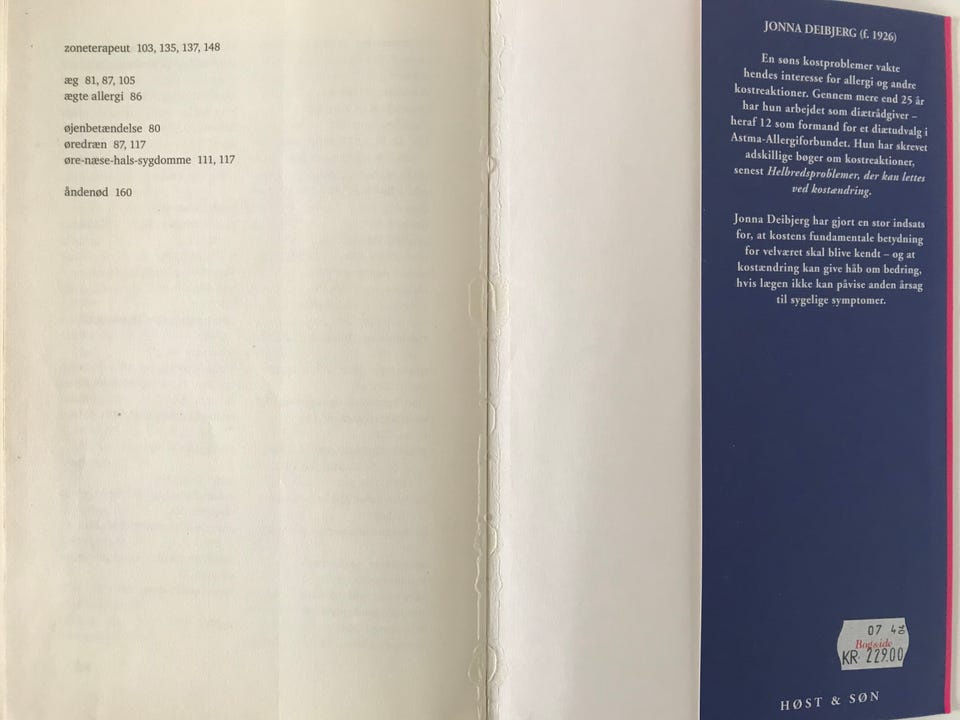 zoneterapeut 103, 135, 137, 148
æg 81, 87, 105
ægte allergi 86
øjenbetændelse 80
øredræn 87, 117
øre-næse-hals-sygdomme 111, 117
åndenød 160
JONNA DEIBJERG (f. 1926)
En søns kostproblemer vakte
hendes interesse for allergi og andre
kostreaktioner. Gennem mere end 25 år
har hun arbejdet som diætrådgiver –
heraf 12 som formand for et diætudvalg i
Astma-Allergiforbundet. Hun har skrevet
adskillige bøger om kostreaktioner,
senest Helbredsproblemer, der kan lettes
ved kostændring.
Jonna Deibjerg har gjort en stor indsats
for, at kostens fundamentale betydning
for velværet skal blive kendt – og at
kostændring kan give håb om bedring,
hvis lægen ikke kan påvise anden årsag
til sygelige symptomer.
07
Bog&ide
KR. 229.00
HØST & SØN